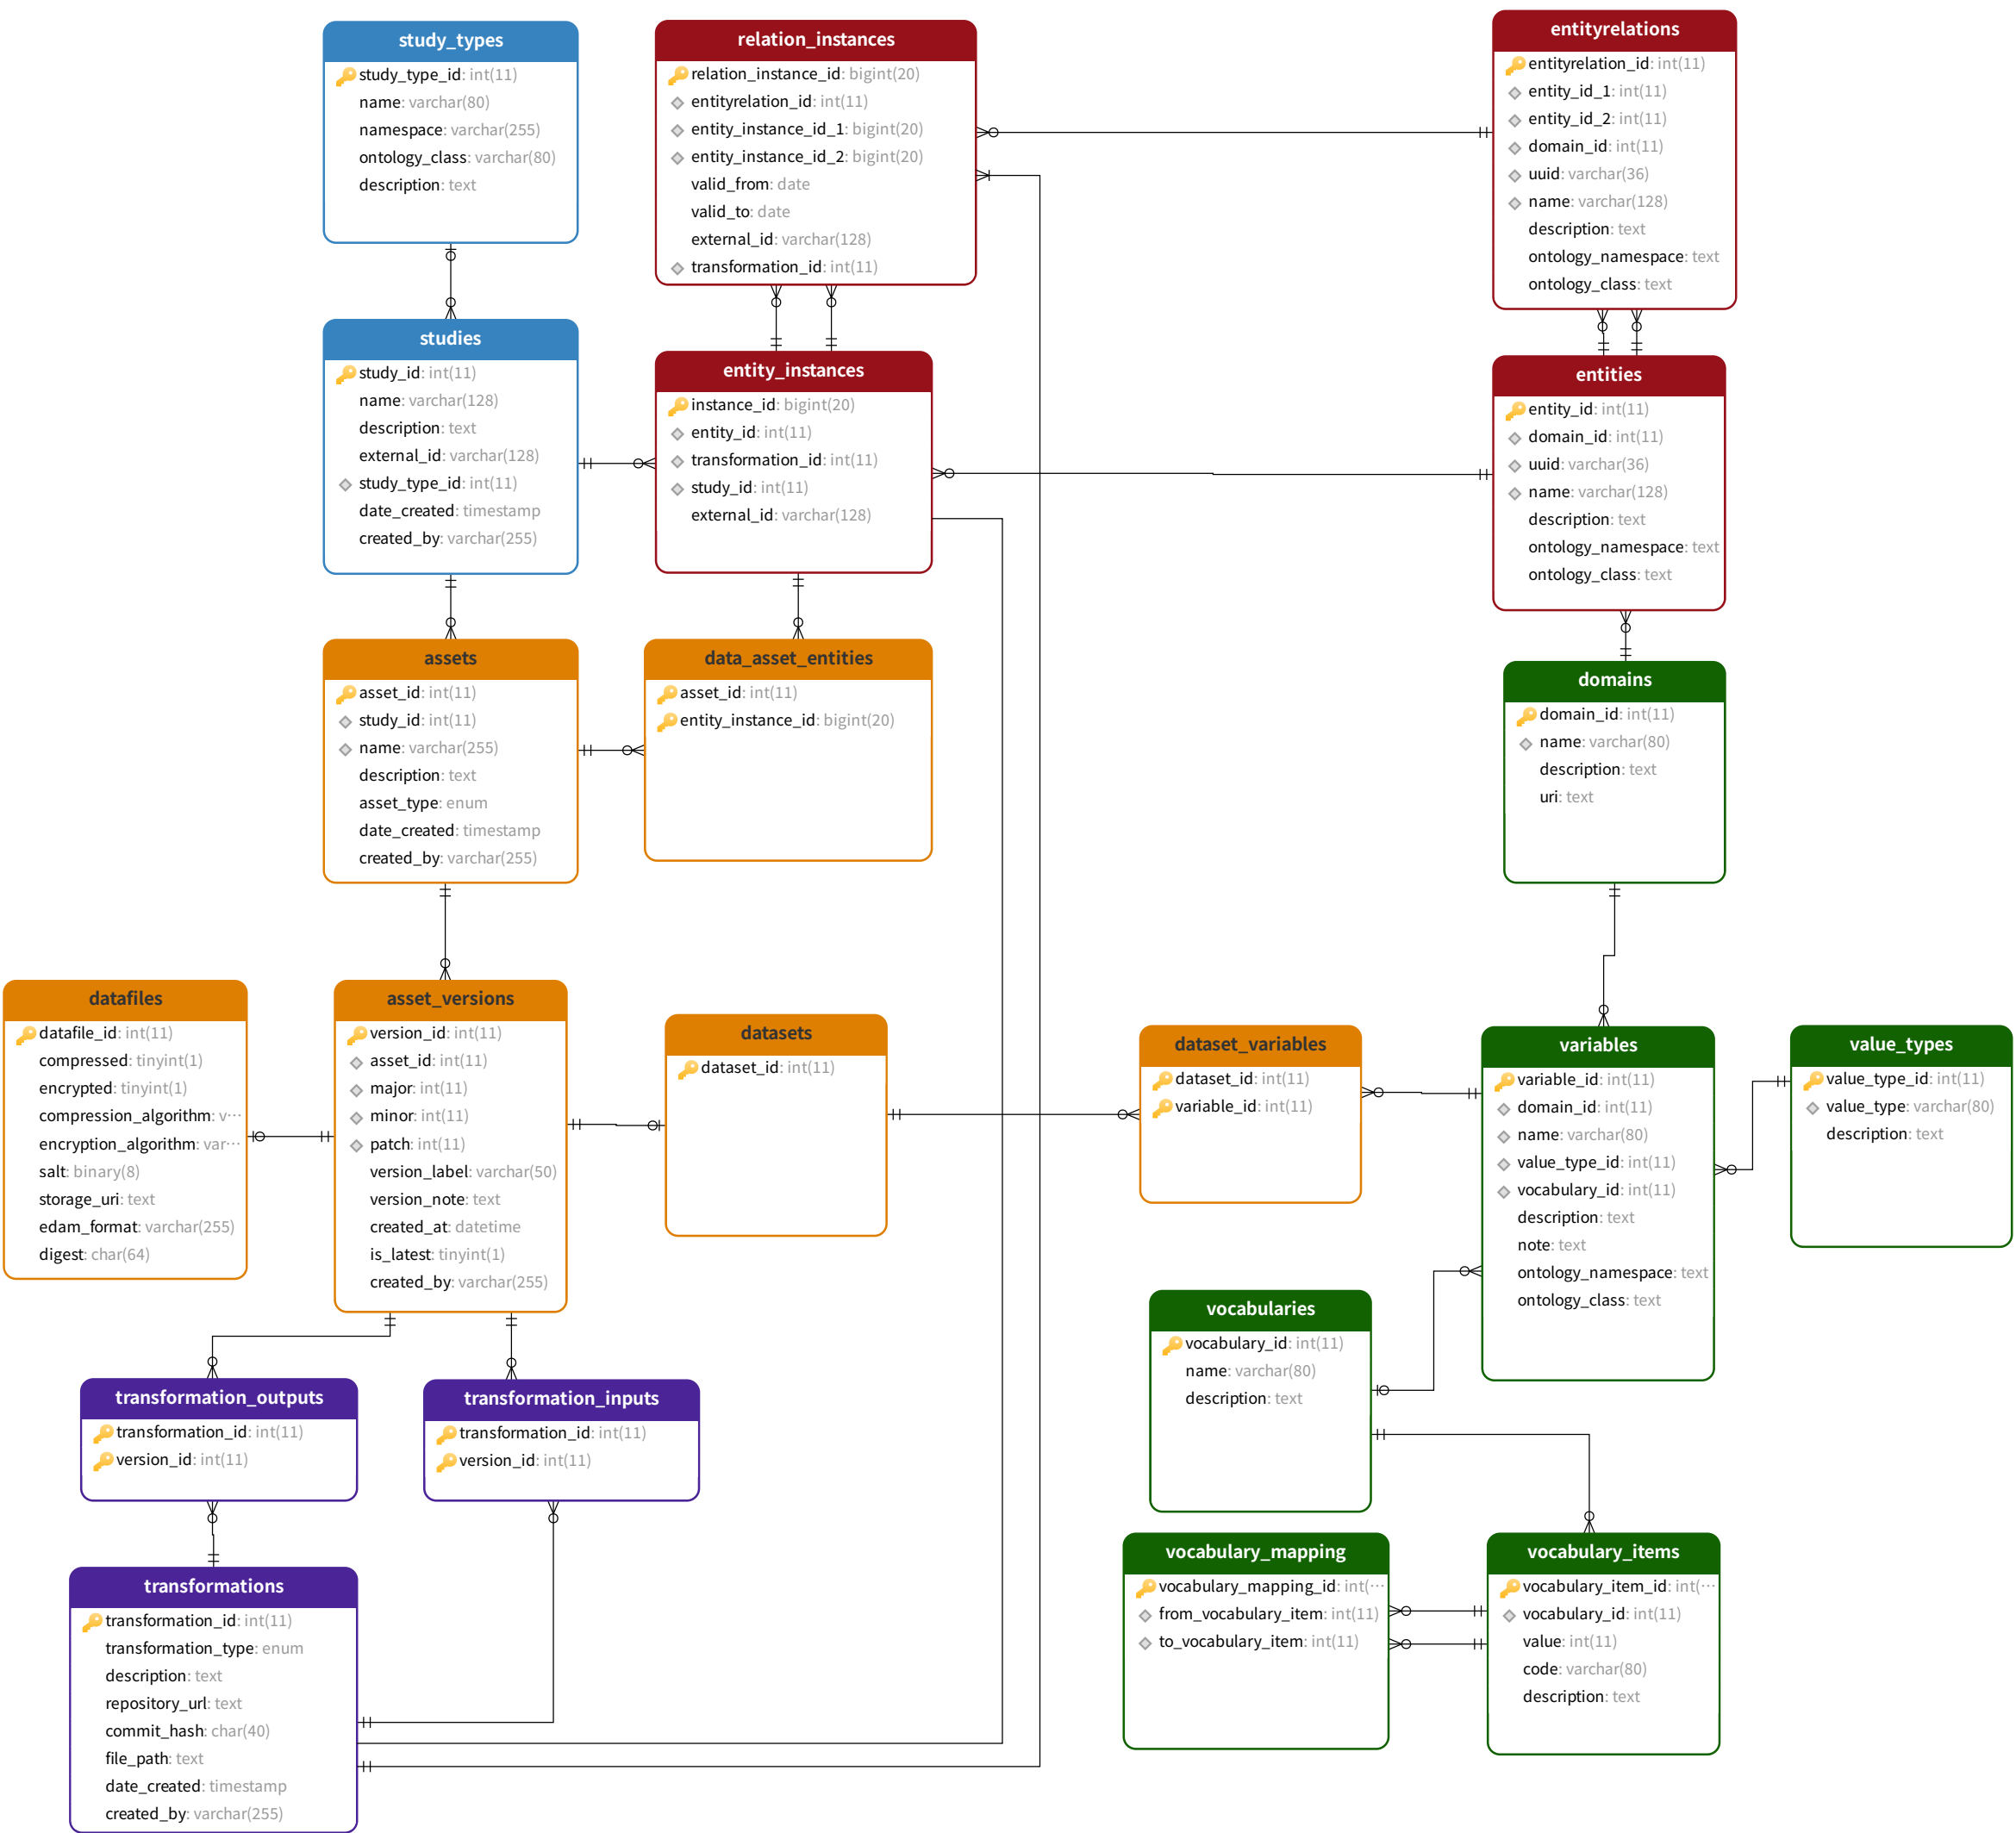 study_types
study_type_id: int(11)
name: varchar(80)
namespace: varchar(255)
ontology_class: varchar(80)
description: text
relation_instances
relation_instance_id: bigint(20)
entityrelation_id: int(11)
entity_instance_id_1: bigint(20)
entity_instance_id_2: bigint(20)
valid_from: date
valid_to: date
external_id: varchar(128)
transformation_id: int(11)
entityrelations
entityrelation_id: int(11)
entity_id_1: int(11)
entity_id_2: int(11)
domain_id: int(11)
uuid: varchar(36)
name: varchar(128)
description: text
ontology_namespace: text
ontology_class: text
studies
study_id: int(11)
name: varchar(128)
description: text
external_id: varchar(128)
study_type_id: int(11)
date_created: timestamp
created_by: varchar(255)
entity_instances
instance_id: bigint(20)
entity_id: int(11)
transformation_id: int(11)
study_id: int(11)
external_id: varchar(128)
entities
entity_id: int(11)
domain_id: int(11)
uuid: varchar(36)
name: varchar(128)
description: text
ontology_namespace: text
ontology_class: text
assets
asset_id: int(11)
study_id: int(11)
name: varchar(255)
description: text
asset_type: enum
date_created: timestamp
created_by: varchar(255)
data_asset_entities
asset_id: int(11)
entity_instance_id: bigint(20)
domains
domain_id: int(11)
name: varchar(80)
description: text
uri: text
datafiles
datafile_id: int(11)
compressed: tinyint(1)
encrypted: tinyint(1)
compression_algorithm: v···
encryption_algorithm: var···
salt: binary(8)
storage_uri: text
edam_format: varchar(255)
digest: char(64)
asset_versions
version_id: int(11)
asset_id: int(11)
major: int(11)
minor: int(11)
patch: int(11)
version_label: varchar(50)
version_note: text
created_at: datetime
is_latest: tinyint(1)
created_by: varchar(255)
datasets
dataset_id: int(11)
dataset_variables
dataset_id: int(11)
variable_id: int(11)
variables
variable_id: int(11)
domain_id: int(11)
name: varchar(80)
value_type_id: int(11)
vocabulary_id: int(11)
description: text
note: text
ontology_namespace: text
ontology_class: text
value_types
value_type_id: int(11)
value_type: varchar(80)
description: text
vocabularies
vocabulary_id: int(11)
name: varchar(80)
description: text
transformation_outputs
transformation_id: int(11)
version_id: int(11)
transformation_inputs
transformation_id: int(11)
version_id: int(11)
vocabulary_mapping
vocabulary_mapping_id: int(···
from_vocabulary_item: int(11)
to_vocabulary_item: int(11)
vocabulary_items
vocabulary_item_id: int(···
vocabulary_id: int(11)
value: int(11)
code: varchar(80)
description: text
transformations
transformation_id: int(11)
transformation_type: enum
description: text
repository_url: text
commit_hash: char(40)
file_path: text
date_created: timestamp
created_by: varchar(255)